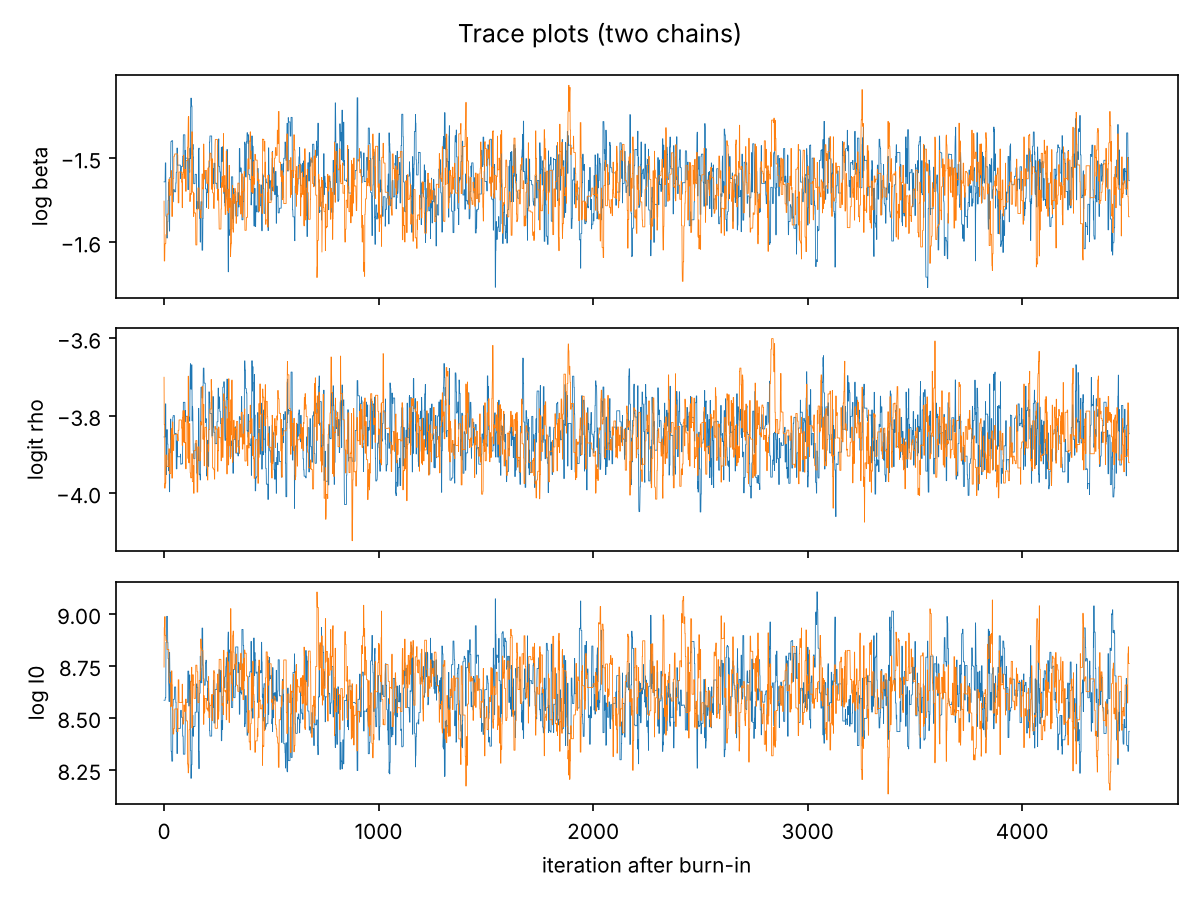 Trace plots (two chains)
log beta
−1.5
−1.6
logit rho
−3.6
−3.8
−4.0
log I0
9.00
8.75
8.50
8.25
0 1000 2000 3000 4000
iteration after burn-in